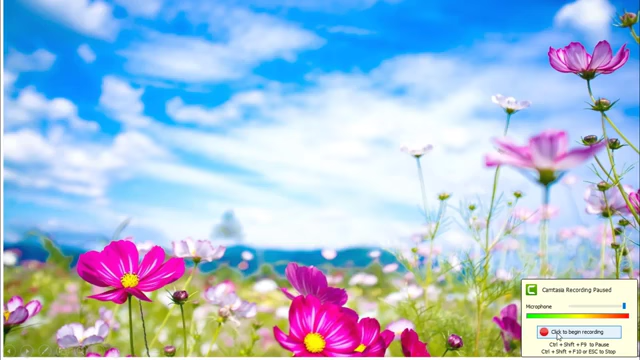 Camtasia Recording Paused
Microphone
Click to begin recording
Ctrl + Shift + F9 to Pause
Ctrl + Shift + F10 or ESC to Stop